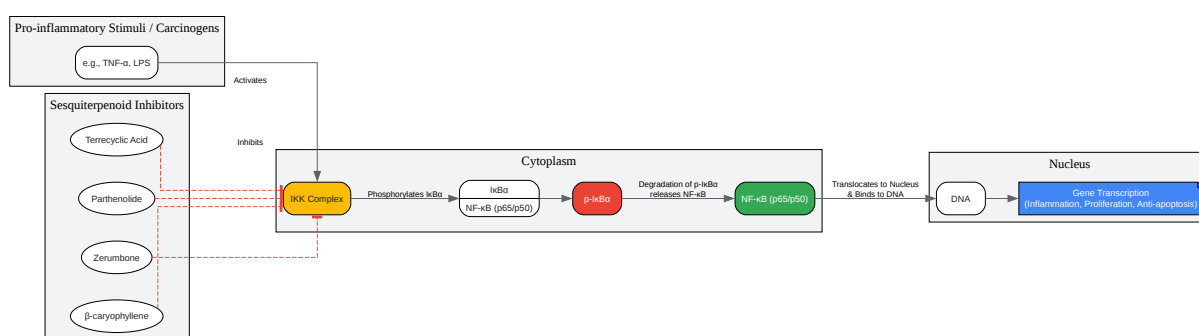 Pro-inflammatory Stimuli / Carcinogens
e.g., TNF-α, LPS
Activates
Sesquiterpenoid Inhibitors
Terrecyclic Acid
Parthenolide
Zerumbone
β-caryophyllene
Inhibits
Cytoplasm
IKK Complex
Phosphorylates IκBα
IκBα
NF-κB (p65/p50)
p-IκBα
Degradation of p-IκBα
releases NF-κB
NF-κB (p65/p50)
Translocates to Nucleus
& Binds to DNA
Nucleus
DNA
Gene Transcription
(Inflammation, Proliferation, Anti-apoptosis)